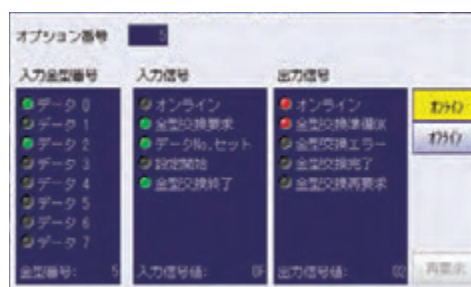 オプション番号 5
入力金型番号 入力信号 出力信号
データ 0
データ 1
データ 2
データ 3
データ 4
データ 5
データ 6
データ 7
金型番号: 5
オンライン
金型交換要求
データNo.セット
設定開始
金型交換終了
入力信号値: 0F
オンライン
金型交換準備OK
金型交換エラー
金型交換完了
金型交換再要求
出力信号値: 02
ｵﾝﾗｲﾝ
ｵﾌﾗｲﾝ
再要求